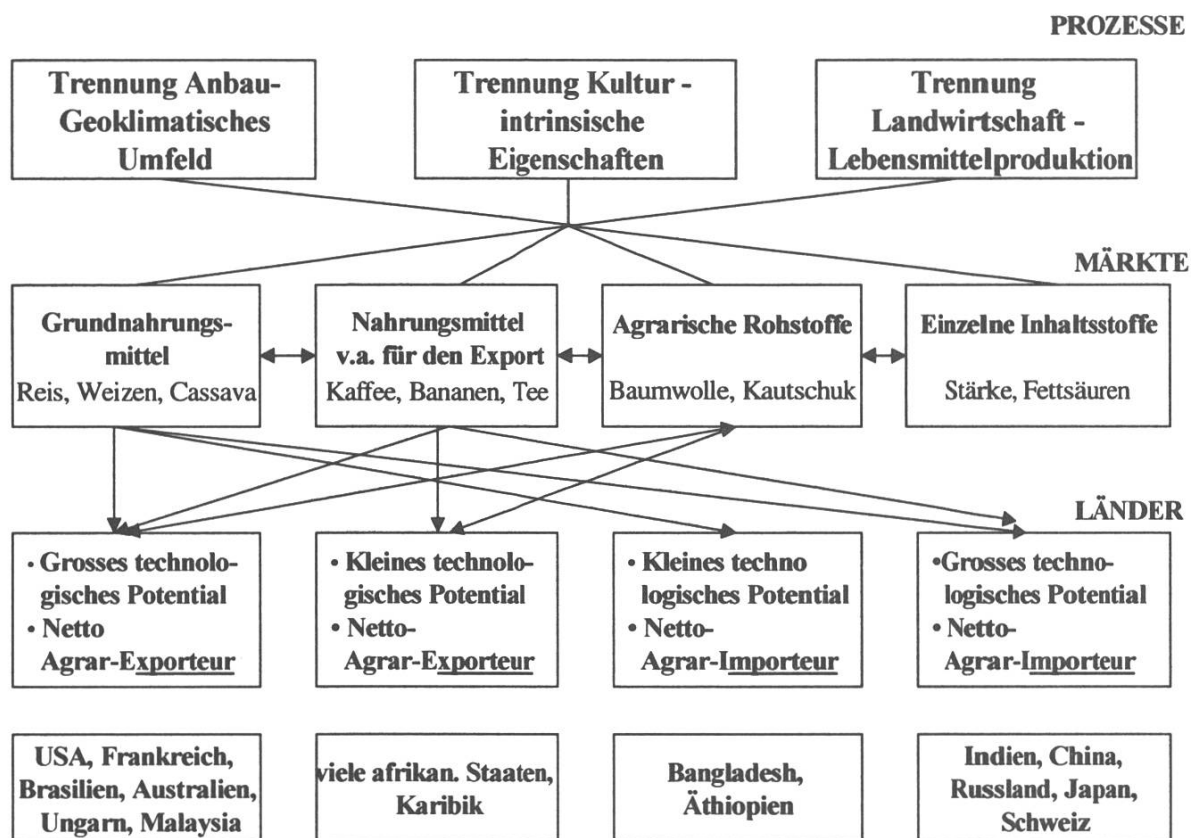 PROZESSE
Trennung Anbau-
Geoklimatisches
Umfeld
Trennung Kultur -
intrinsische
Eigenschaften
Trennung
Landwirtschaft -
Lebensmittelproduktion
MÄRKTE
Grundnahrungs-
mittel
Reis, Weizen, Cassava
Nahrungsmittel
v.a. für den Export
Kaffee, Bananen, Tee
Agrarische Rohstoffe
Baumwolle, Kautschuk
Einzelne Inhaltsstoffe
Stärke, Fettsäuren
LÄNDER
• Grosses technolo-
gisches Potential
• Netto
Agrar-Exporteur
• Kleines technolo-
gisches Potential
• Netto-
Agrar-Exporteur
• Kleines techno
logisches Potential
• Netto-
Agrar-Importeur
•Grosses techno-
logisches Potential
• Netto-
Agrar-Importeur
USA, Frankreich,
Brasilien, Australien,
Ungarn, Malaysia
viele afrikan. Staaten,
Karibik
Bangladesh,
Äthiopien
Indien, China,
Russland, Japan,
Schweiz